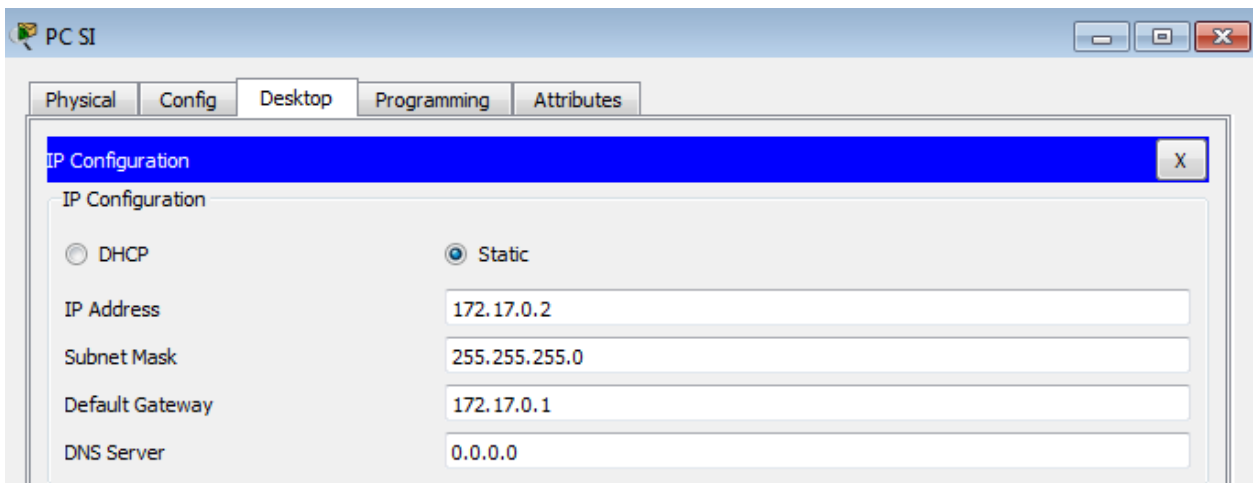 PC SI
Physical Config Desktop Programming Attributes
IP Configuration X
IP Configuration
DHCP Static
IP Address 172.17.0.2
Subnet Mask 255.255.255.0
Default Gateway 172.17.0.1
DNS Server 0.0.0.0